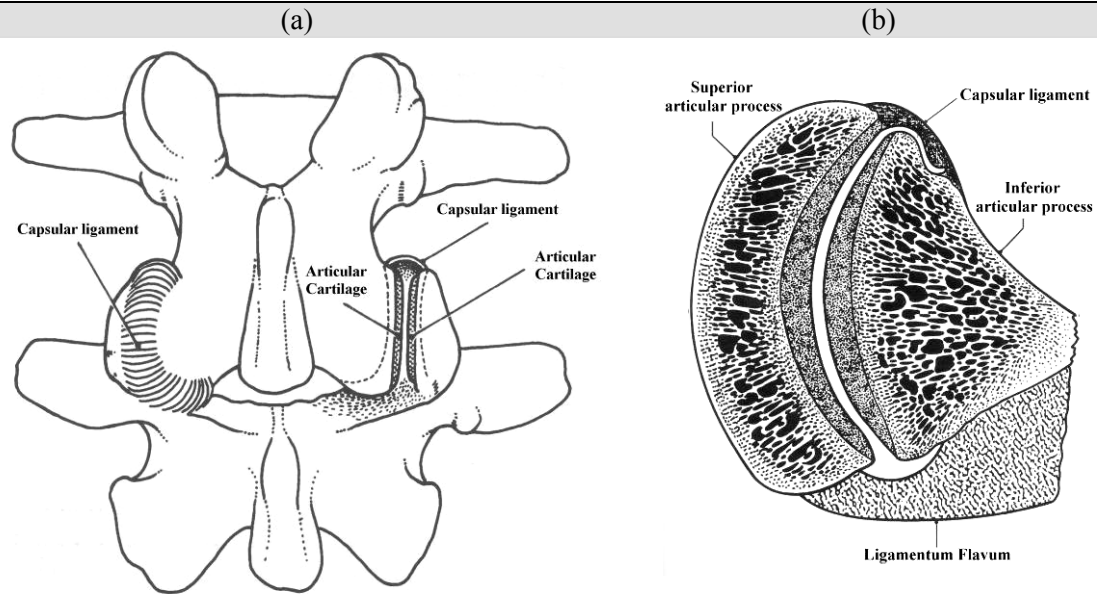 (a)
(b)
Capsular ligament
Capsular ligament
Articular
Cartilage
Articular
Cartilage
Superior
articular process
Capsular ligament
Inferior
articular process
Ligamentum Flavum